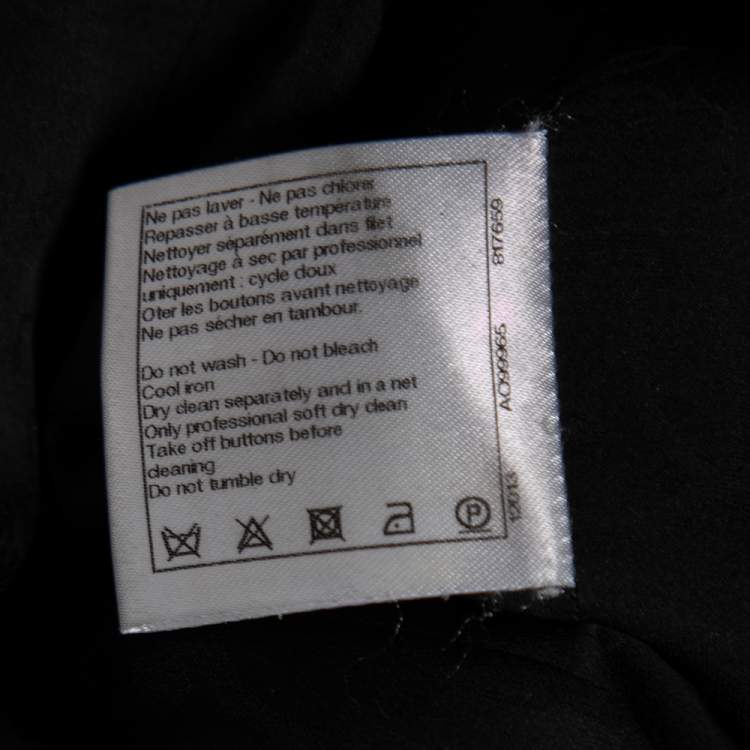 Ne pas laver - Ne pas chlorer
Repasser à basse température
Nettoyer séparément dans filet
Nettoyage à sec par professionnel
uniquement : cycle doux
Oter les boutons avant nettoyage
Ne pas sécher en tambour.
Do not wash - Do not bleach
Cool iron
Dry clean separately and in a net
Only professional soft dry clean
Take off buttons before
cleaning
Do not tumble dry
P
12013 AO99965 817659